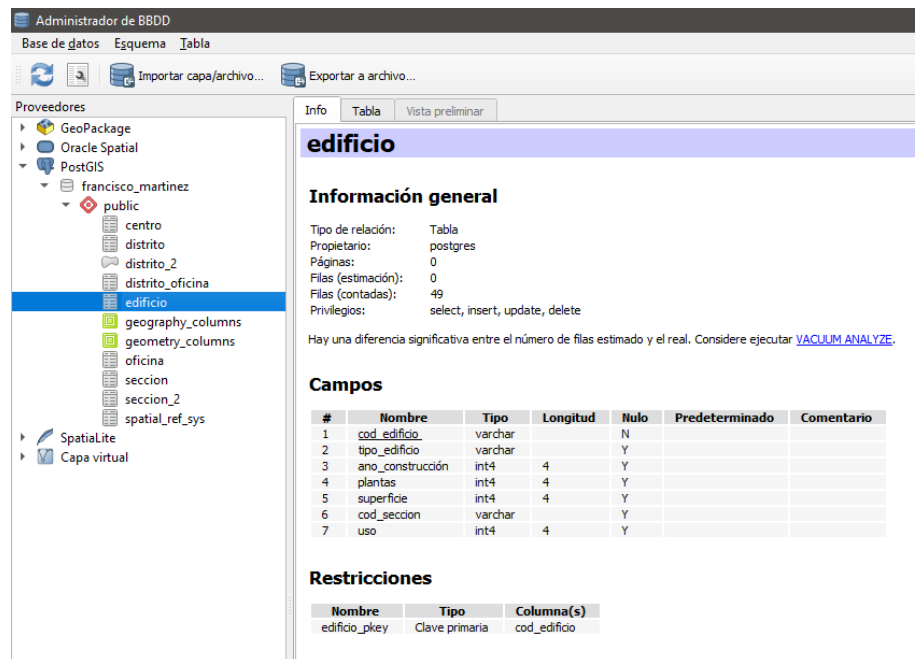 Administrador de BBDD
Base de datos Esquema Tabla
Importar capa/archivo... Exportar a archivo...
Proveedores
GeoPackage
Oracle Spatial
PostGIS
francisco_martinez
public
centro
distrito
distrito_2
distrito_oficina
edificio
geography_columns
geometry_columns
oficina
seccion
seccion_2
spatial_ref_sys
SpatiaLite
Capa virtual
Info Tabla Vista preliminar
edificio
Información general
Tipo de relación: Tabla
Propietario: postgres
Páginas: 0
Filas (estimación): 0
Filas (contadas): 49
Privilegios: select, insert, update, delete
Hay una diferencia significativa entre el número de filas estimado y el real. Considere ejecutar VACUUM ANALYZE.
Campos
# Nombre Tipo Longitud Nulo Predeterminado Comentario
1 cod_edificio varchar N
2 tipo_edificio varchar Y
3 ano_construcción int4 4 Y
4 plantas int4 4 Y
5 superficie int4 4 Y
6 cod_seccion varchar Y
7 uso int4 4 Y
Restricciones
Nombre Tipo Columna(s)
edificio_pkey Clave primaria cod_edificio